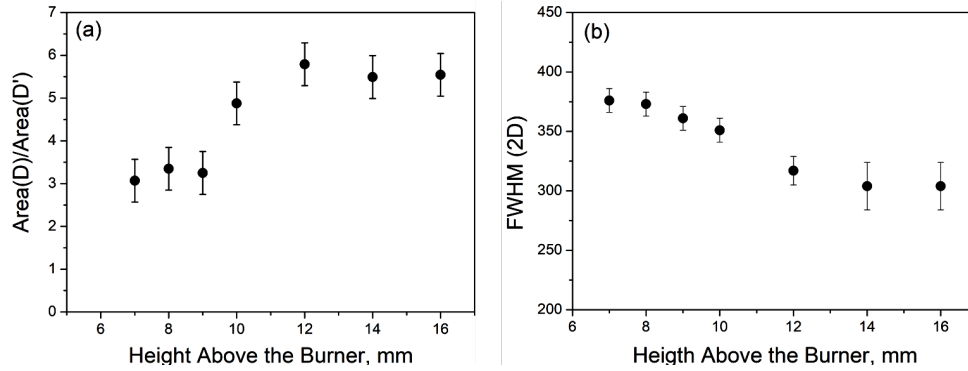 (a)
Area(D)/Area(D')
7
6
5
4
3
2
1
0
6 8 10 12 14 16
Height Above the Burner, mm
(b)
FWHM (2D)
450
400
350
300
250
200
6 8 10 12 14 16
Heigth Above the Burner, mm